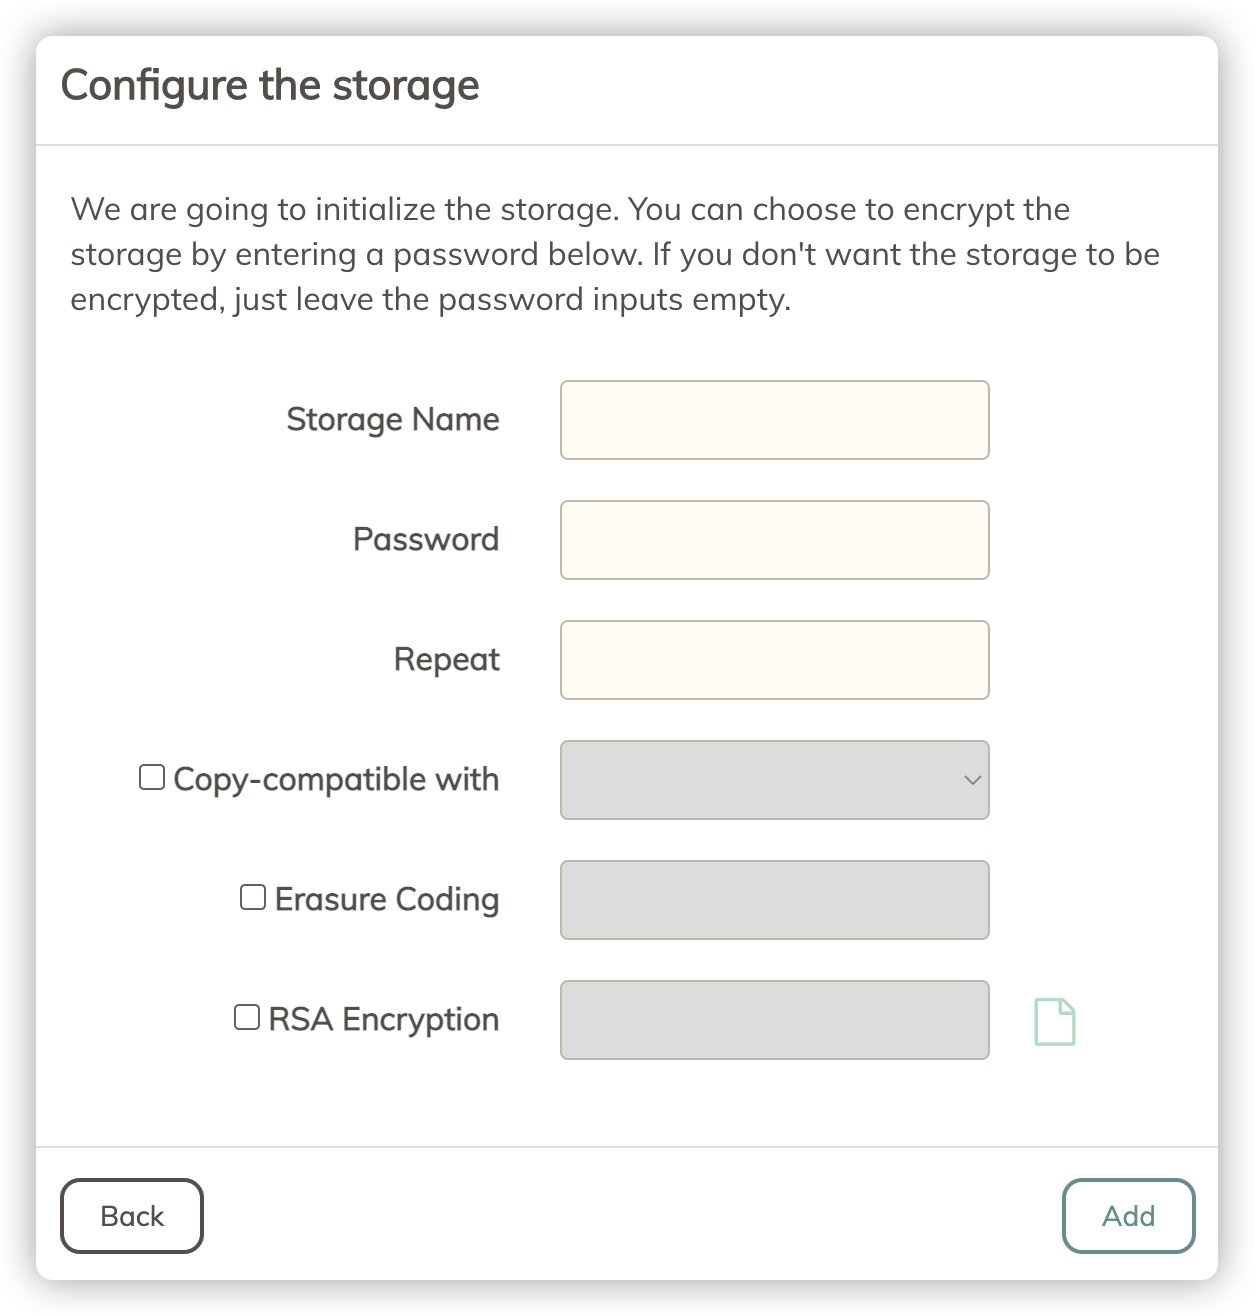 Configure the storage
We are going to initialize the storage. You can choose to encrypt the
storage by entering a password below. If you don't want the storage to be
encrypted, just leave the password inputs empty.
Storage Name
Password
Repeat
Copy-compatible with
Erasure Coding
RSA Encryption
Back
Add